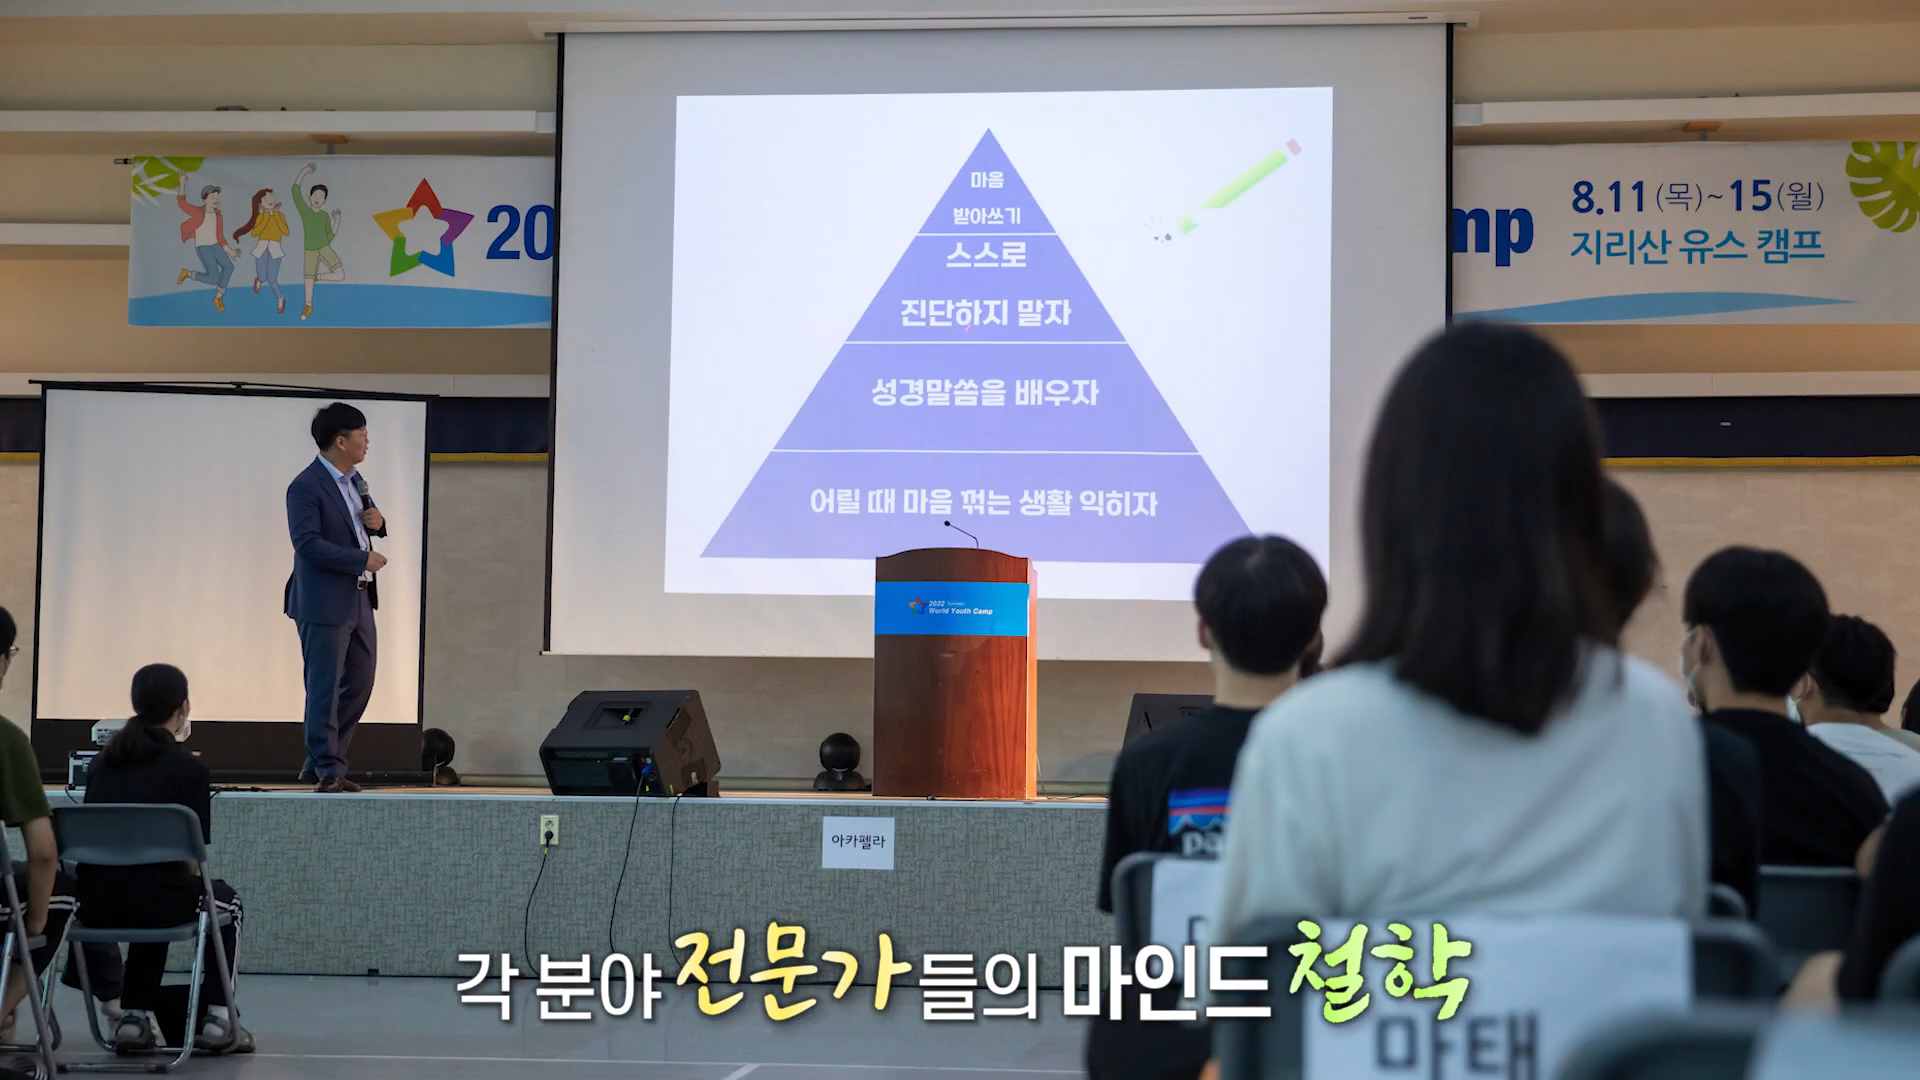 마음
받아쓰기
스스로
진단하지 말자
성경말씀을 배우자
어릴 때 마음 꺾는 생활 익히자
20
mp
8.11(목)~15(월)
지리산 유스 캠프
2022 Summer
World Youth Camp
아카펠라
pa
각 분야 전문가들의 마인드 철학
마태